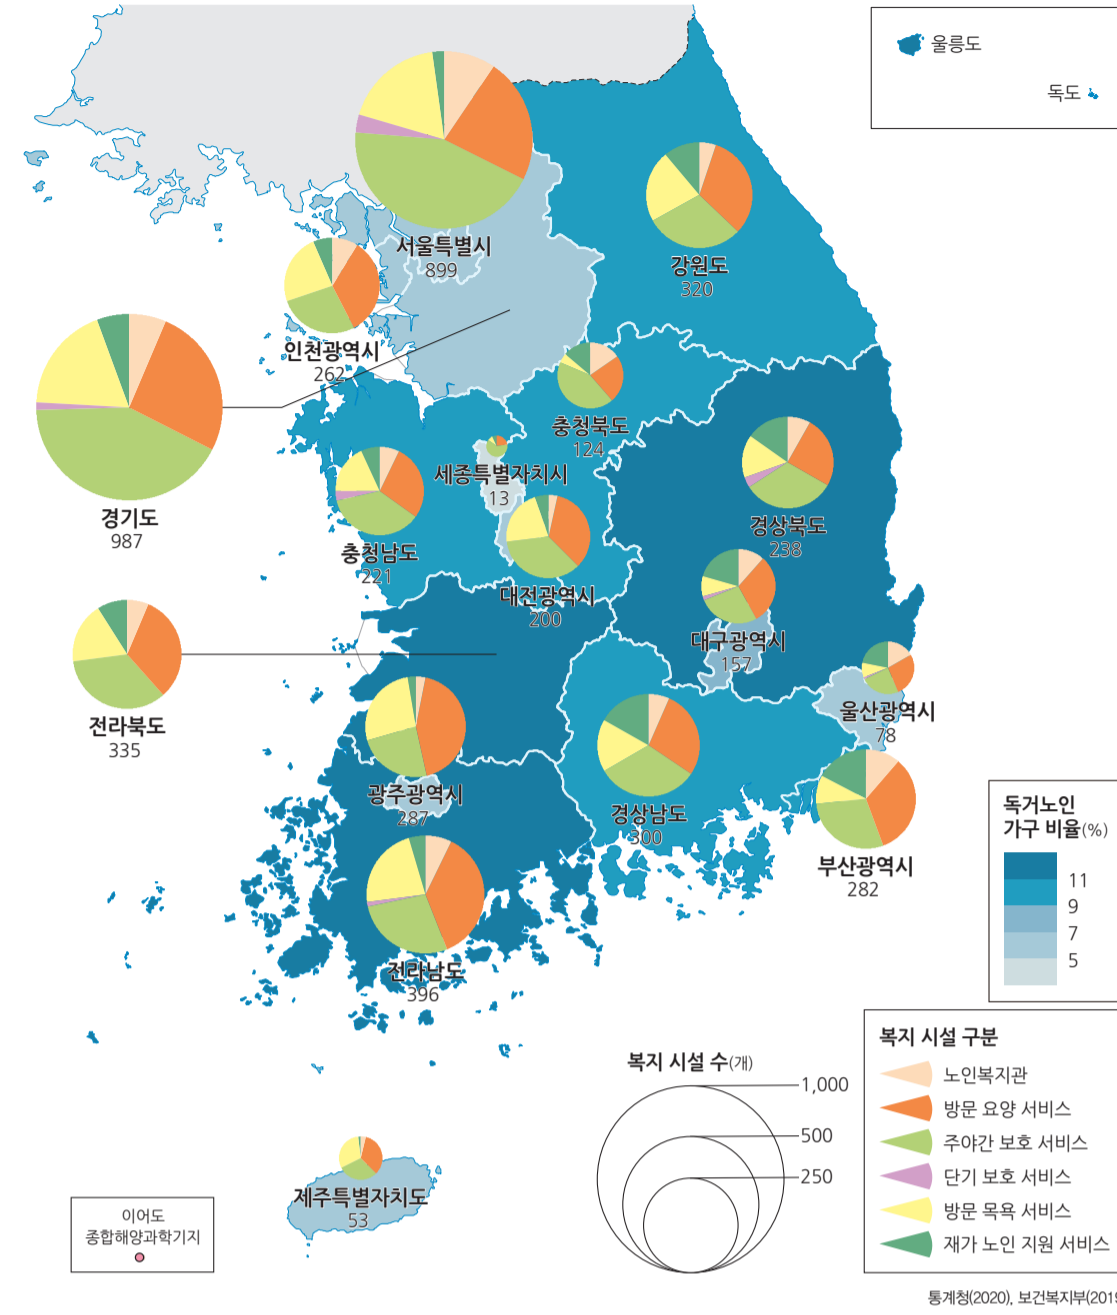 울릉도
독도
서울특별시
899
강원도
320
인천광역시
262
충청북도
124
세종특별자치시
13
경기도
987
경상북도
238
충청남도
221
대전광역시
200
대구광역시
157
울산광역시
78
전라북도
335
광주광역시
287
경상남도
300
부산광역시
282
전라남도
396
제주특별자치도
53
이어도
종합해양과학기지
독거노인
가구 비율(%)
11
9
7
5
복지 시설 수(개)
1,000
500
250
복지 시설 구분
노인복지관
방문 요양 서비스
주야간 보호 서비스
단기 보호 서비스
방문 목욕 서비스
재가 노인 지원 서비스
통계청(2020), 보건복지부(2019